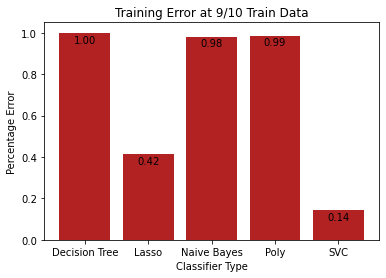 Training Error at 9/10 Train Data
Percentage Error
1.0
0.8
0.6
0.4
0.2
0.0
1.00
0.42
0.98
0.99
0.14
Decision Tree Lasso Naive Bayes Poly SVC
Classifier Type